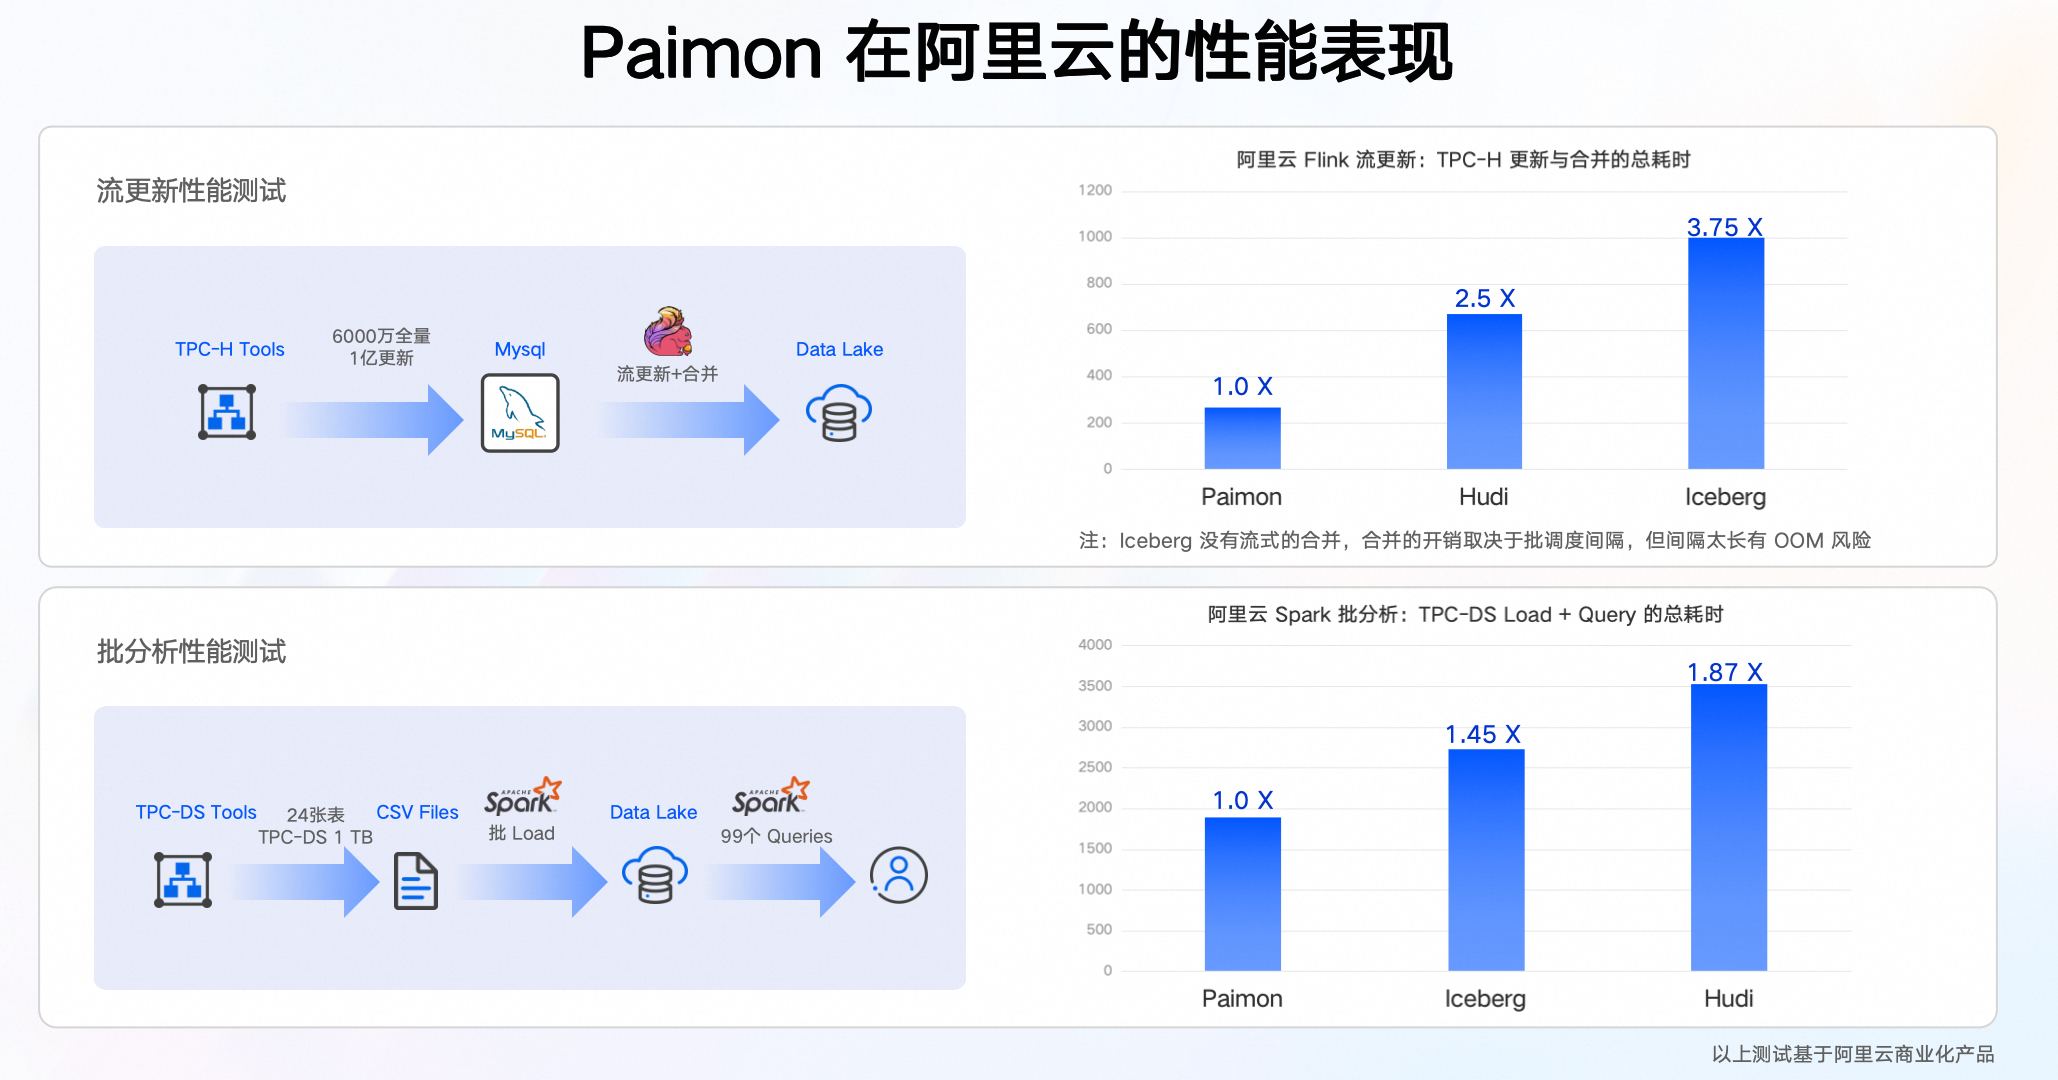 Paimon 在阿里云的性能表现
流更新性能测试
TPC-H Tools
6000万全量
1亿更新
Mysql
MySQL.
流更新+合并
Data Lake
阿里云 Flink 流更新：TPC-H 更新与合并的总耗时
1200
1000
800
600
400
200
0
1.0 X
2.5 X
3.75 X
Paimon
Hudi
Iceberg
注：Iceberg 没有流式的合并，合并的开销取决于批调度间隔，但间隔太长有 OOM 风险
批分析性能测试
TPC-DS Tools
24张表
TPC-DS 1 TB
CSV Files
APACHE
Spark
批 Load
Data Lake
APACHE
Spark
99个 Queries
阿里云 Spark 批分析：TPC-DS Load + Query 的总耗时
4000
3500
3000
2500
2000
1500
1000
500
0
1.0 X
1.45 X
1.87 X
Paimon
Iceberg
Hudi
以上测试基于阿里云商业化产品